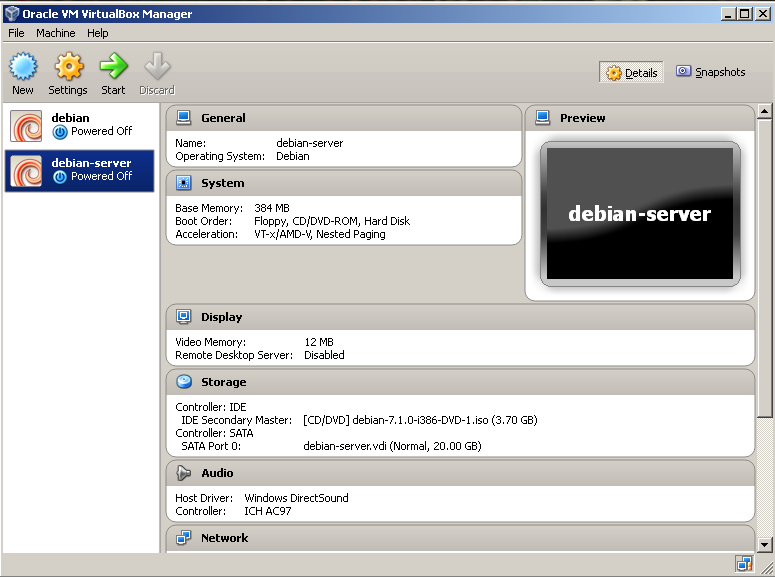 Oracle VM VirtualBox Manager
File Machine Help
New Settings Start Discard
Details Snapshots
debian
Powered Off
debian-server
Powered Off
General
Name: debian-server
Operating System: Debian
System
Base Memory: 384 MB
Boot Order: Floppy, CD/DVD-ROM, Hard Disk
Acceleration: VT-x/AMD-V, Nested Paging
Preview
debian-server
Display
Video Memory: 12 MB
Remote Desktop Server: Disabled
Storage
Controller: IDE
IDE Secondary Master: [CD/DVD] debian-7.1.0-i386-DVD-1.iso (3.70 GB)
Controller: SATA
SATA Port 0: debian-server.vdi (Normal, 20.00 GB)
Audio
Host Driver: Windows DirectSound
Controller: ICH AC97
Network